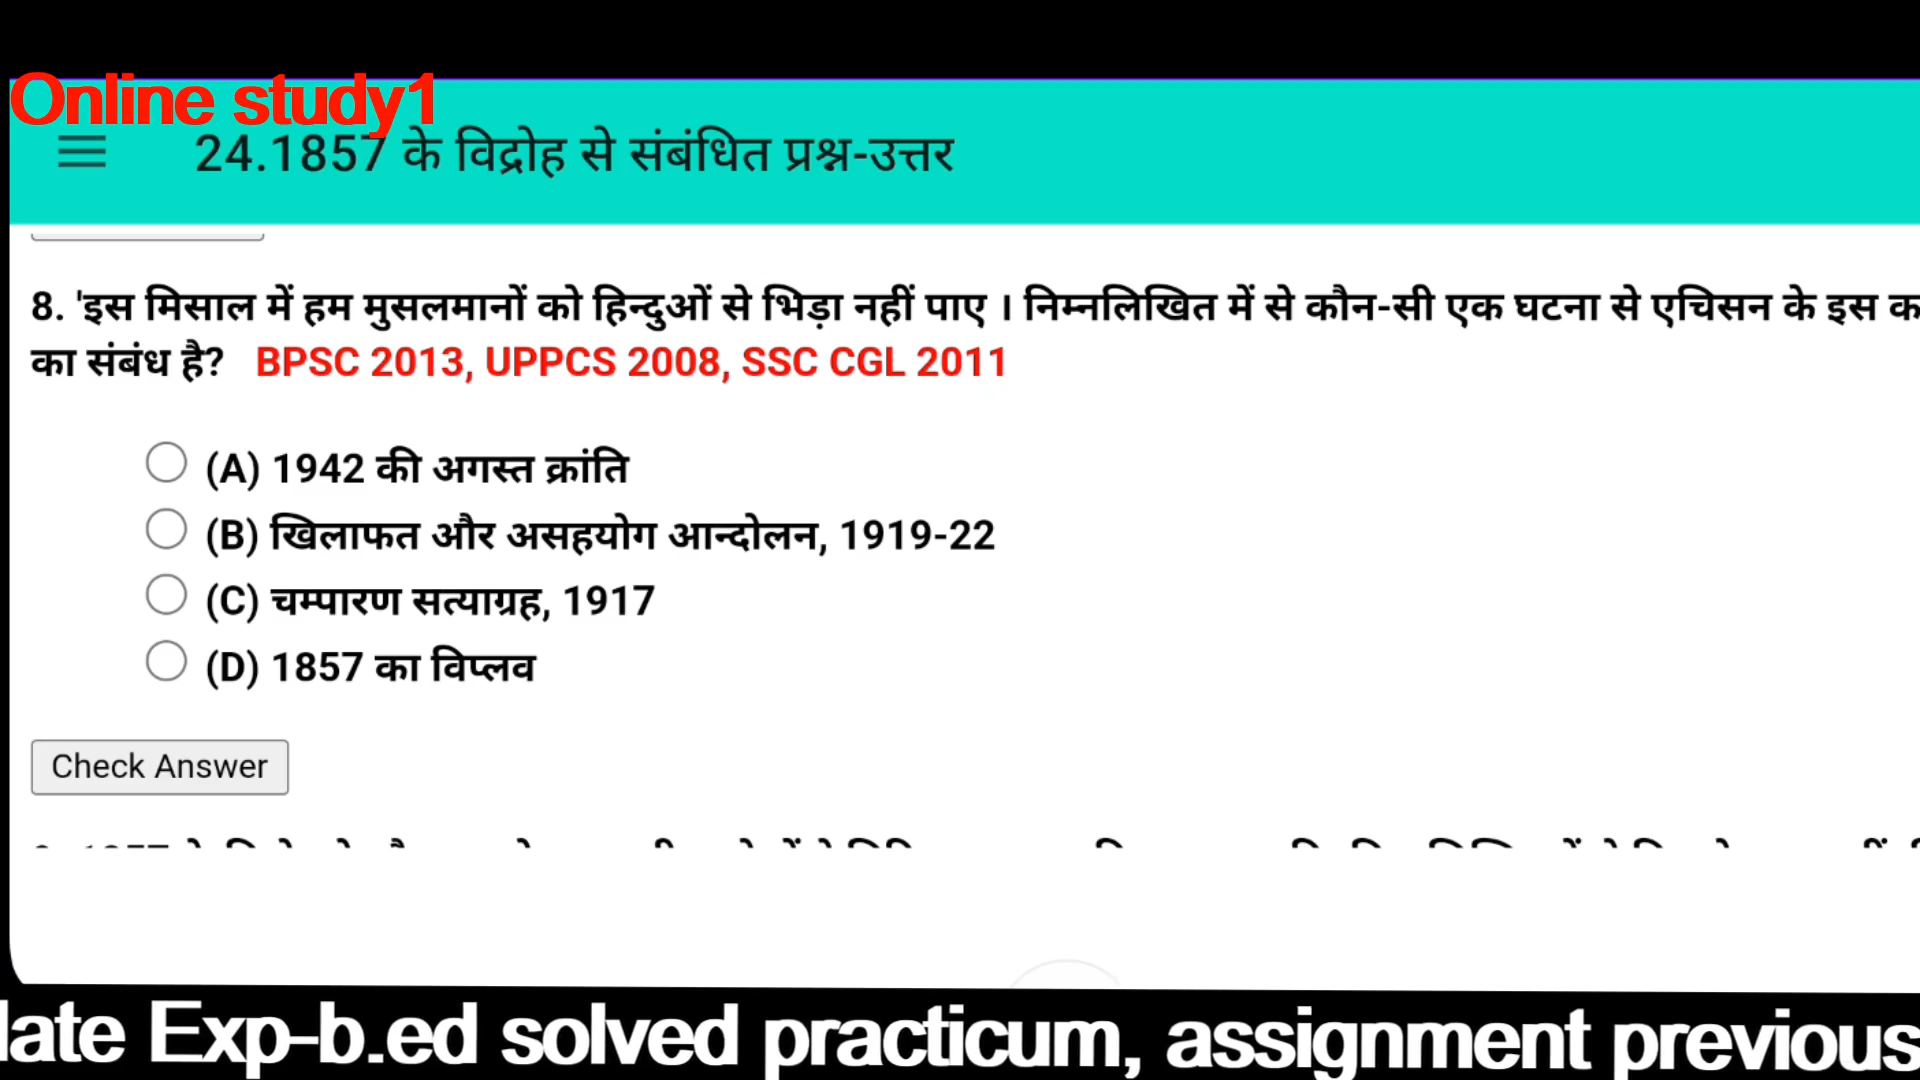 Online study1
24.1857 के विद्रोह से संबंधित प्रश्न-उत्तर
8. 'इस मिसाल में हम मुसलमानों को हिन्दुओं से भिड़ा नहीं पाए । निम्नलिखित में से कौन-सी एक घटना से एचिसन के इस क
का संबंध है? BPSC 2013, UPPCS 2008, SSC CGL 2011
(A) 1942 की अगस्त क्रांति
(B) खिलाफत और असहयोग आन्दोलन, 1919-22
(C) चम्पारण सत्याग्रह, 1917
(D) 1857 का विप्लव
Check Answer
late Exp-b.ed solved practicum, assignment previous